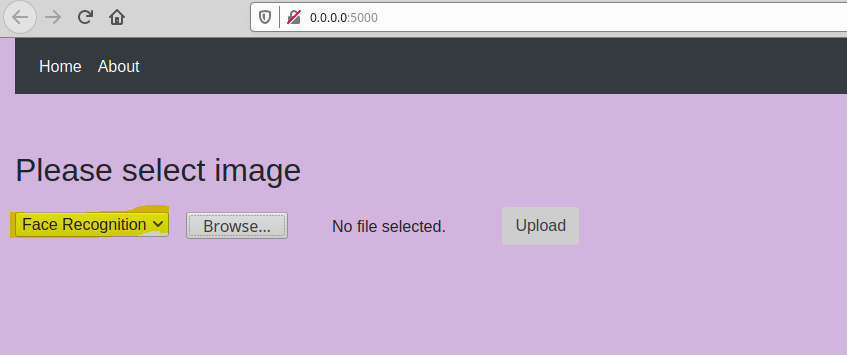 0.0.0.0:5000
Home About
Please select image
Face Recognition Browse... No file selected. Upload